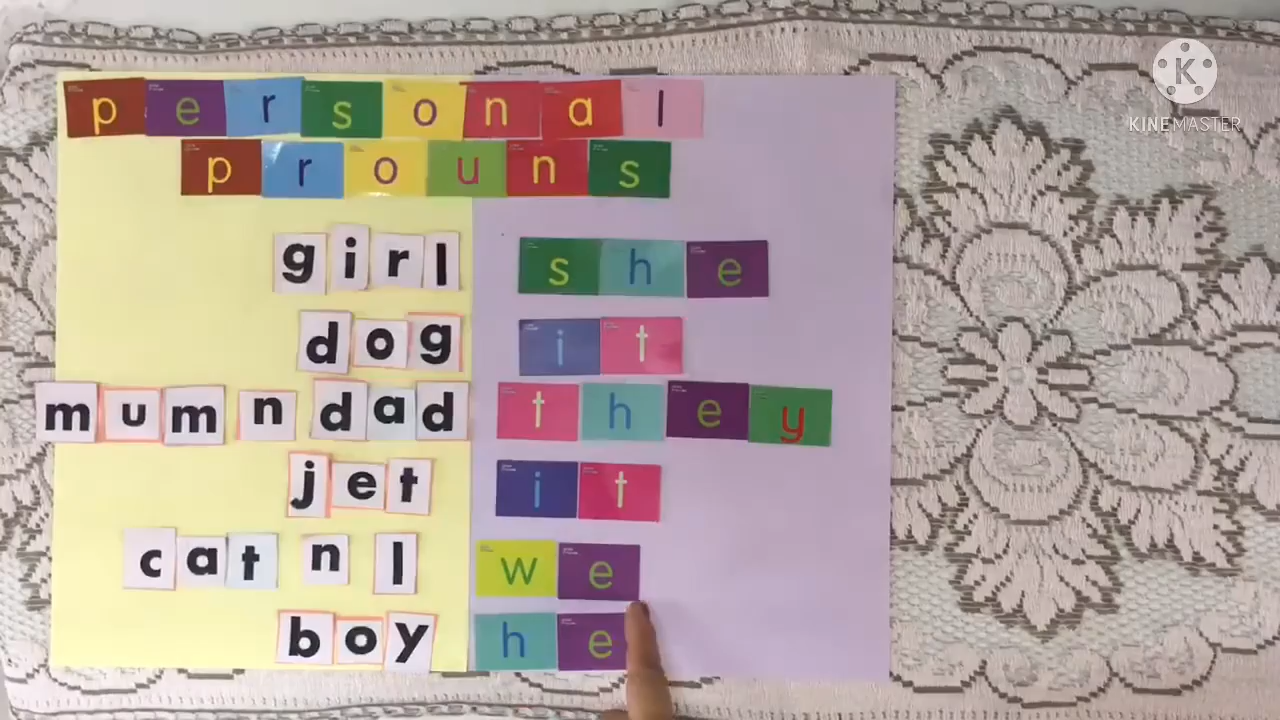 personal
prouns
girl she
dog it
mum n dad they
jet it
cat n I we
boy he
K
KINEMASTER